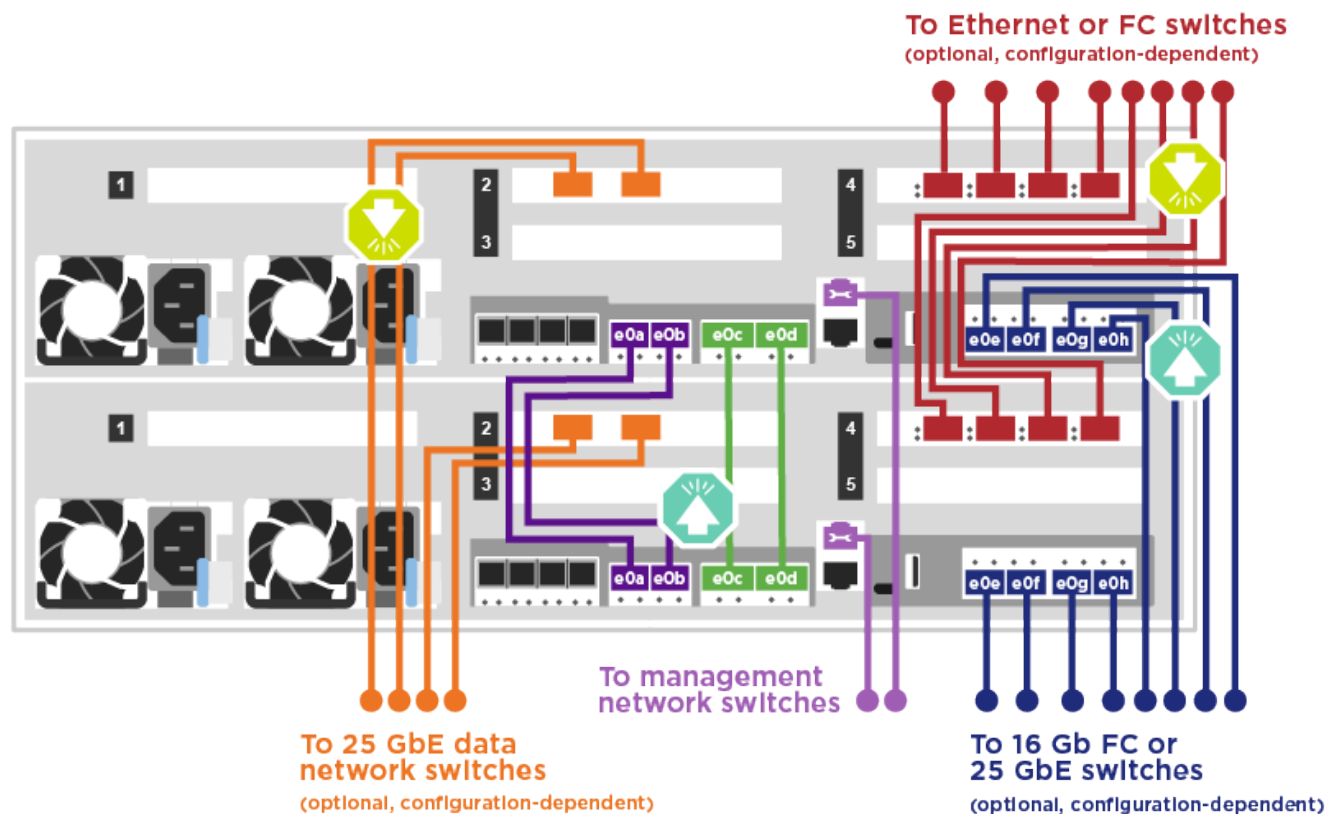 To Ethernet or FC switches
(optional, configuration-dependent)
1
2
4
3
5
e0a e0b e0c e0d
e0e e0f e0g e0h
1
2
4
3
5
e0a e0b e0c e0d
e0e e0f e0g e0h
To management
network switches
To 25 GbE data
network switches
(optional, configuration-dependent)
To 16 Gb FC or
25 GbE switches
(optional, configuration-dependent)